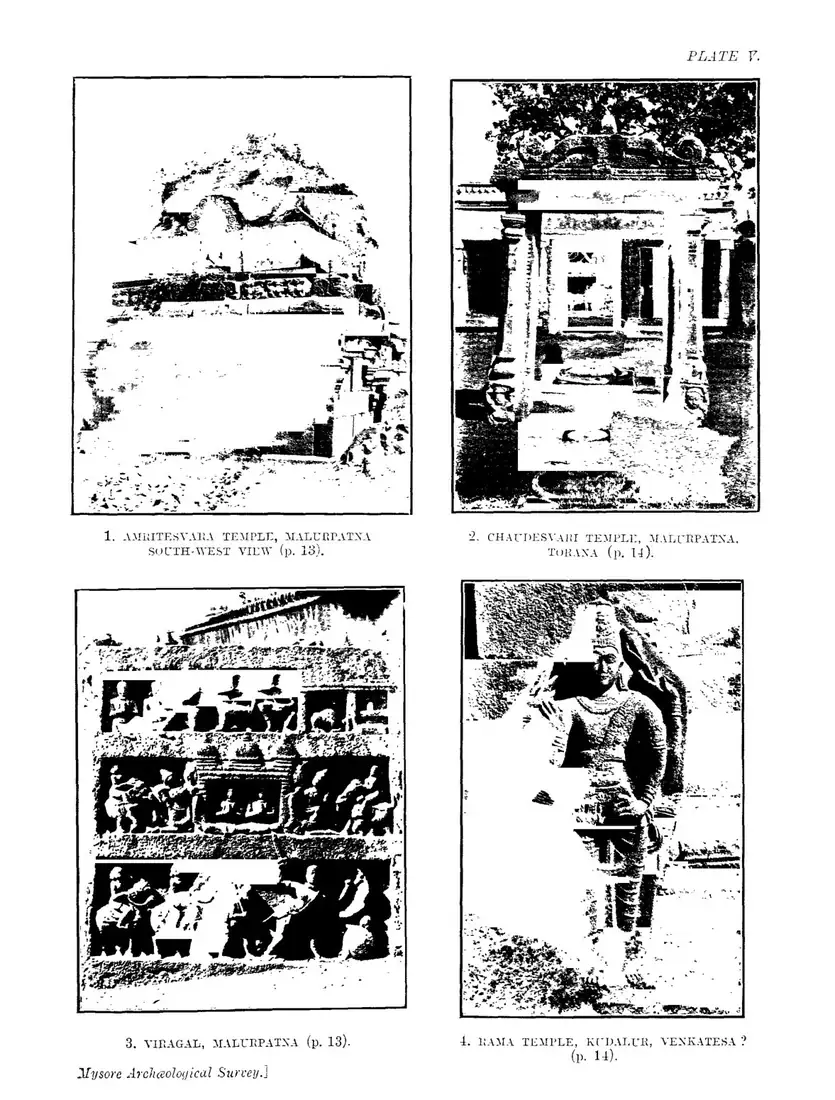 PLATE V.
1. AMRITESVARA TEMPLE, MALURPATNA
SOUTH-WEST VIEW (p. 13).
2. CHAUDESVARI TEMPLE, MALURPATNA.
TORANA (p. 14).
3. VIRAGAL, MALURPATNA (p. 13).
4. RAMA TEMPLE, KUDALUR, VENKATESA ?
(p. 14).
Mysore Archæological Survey.]